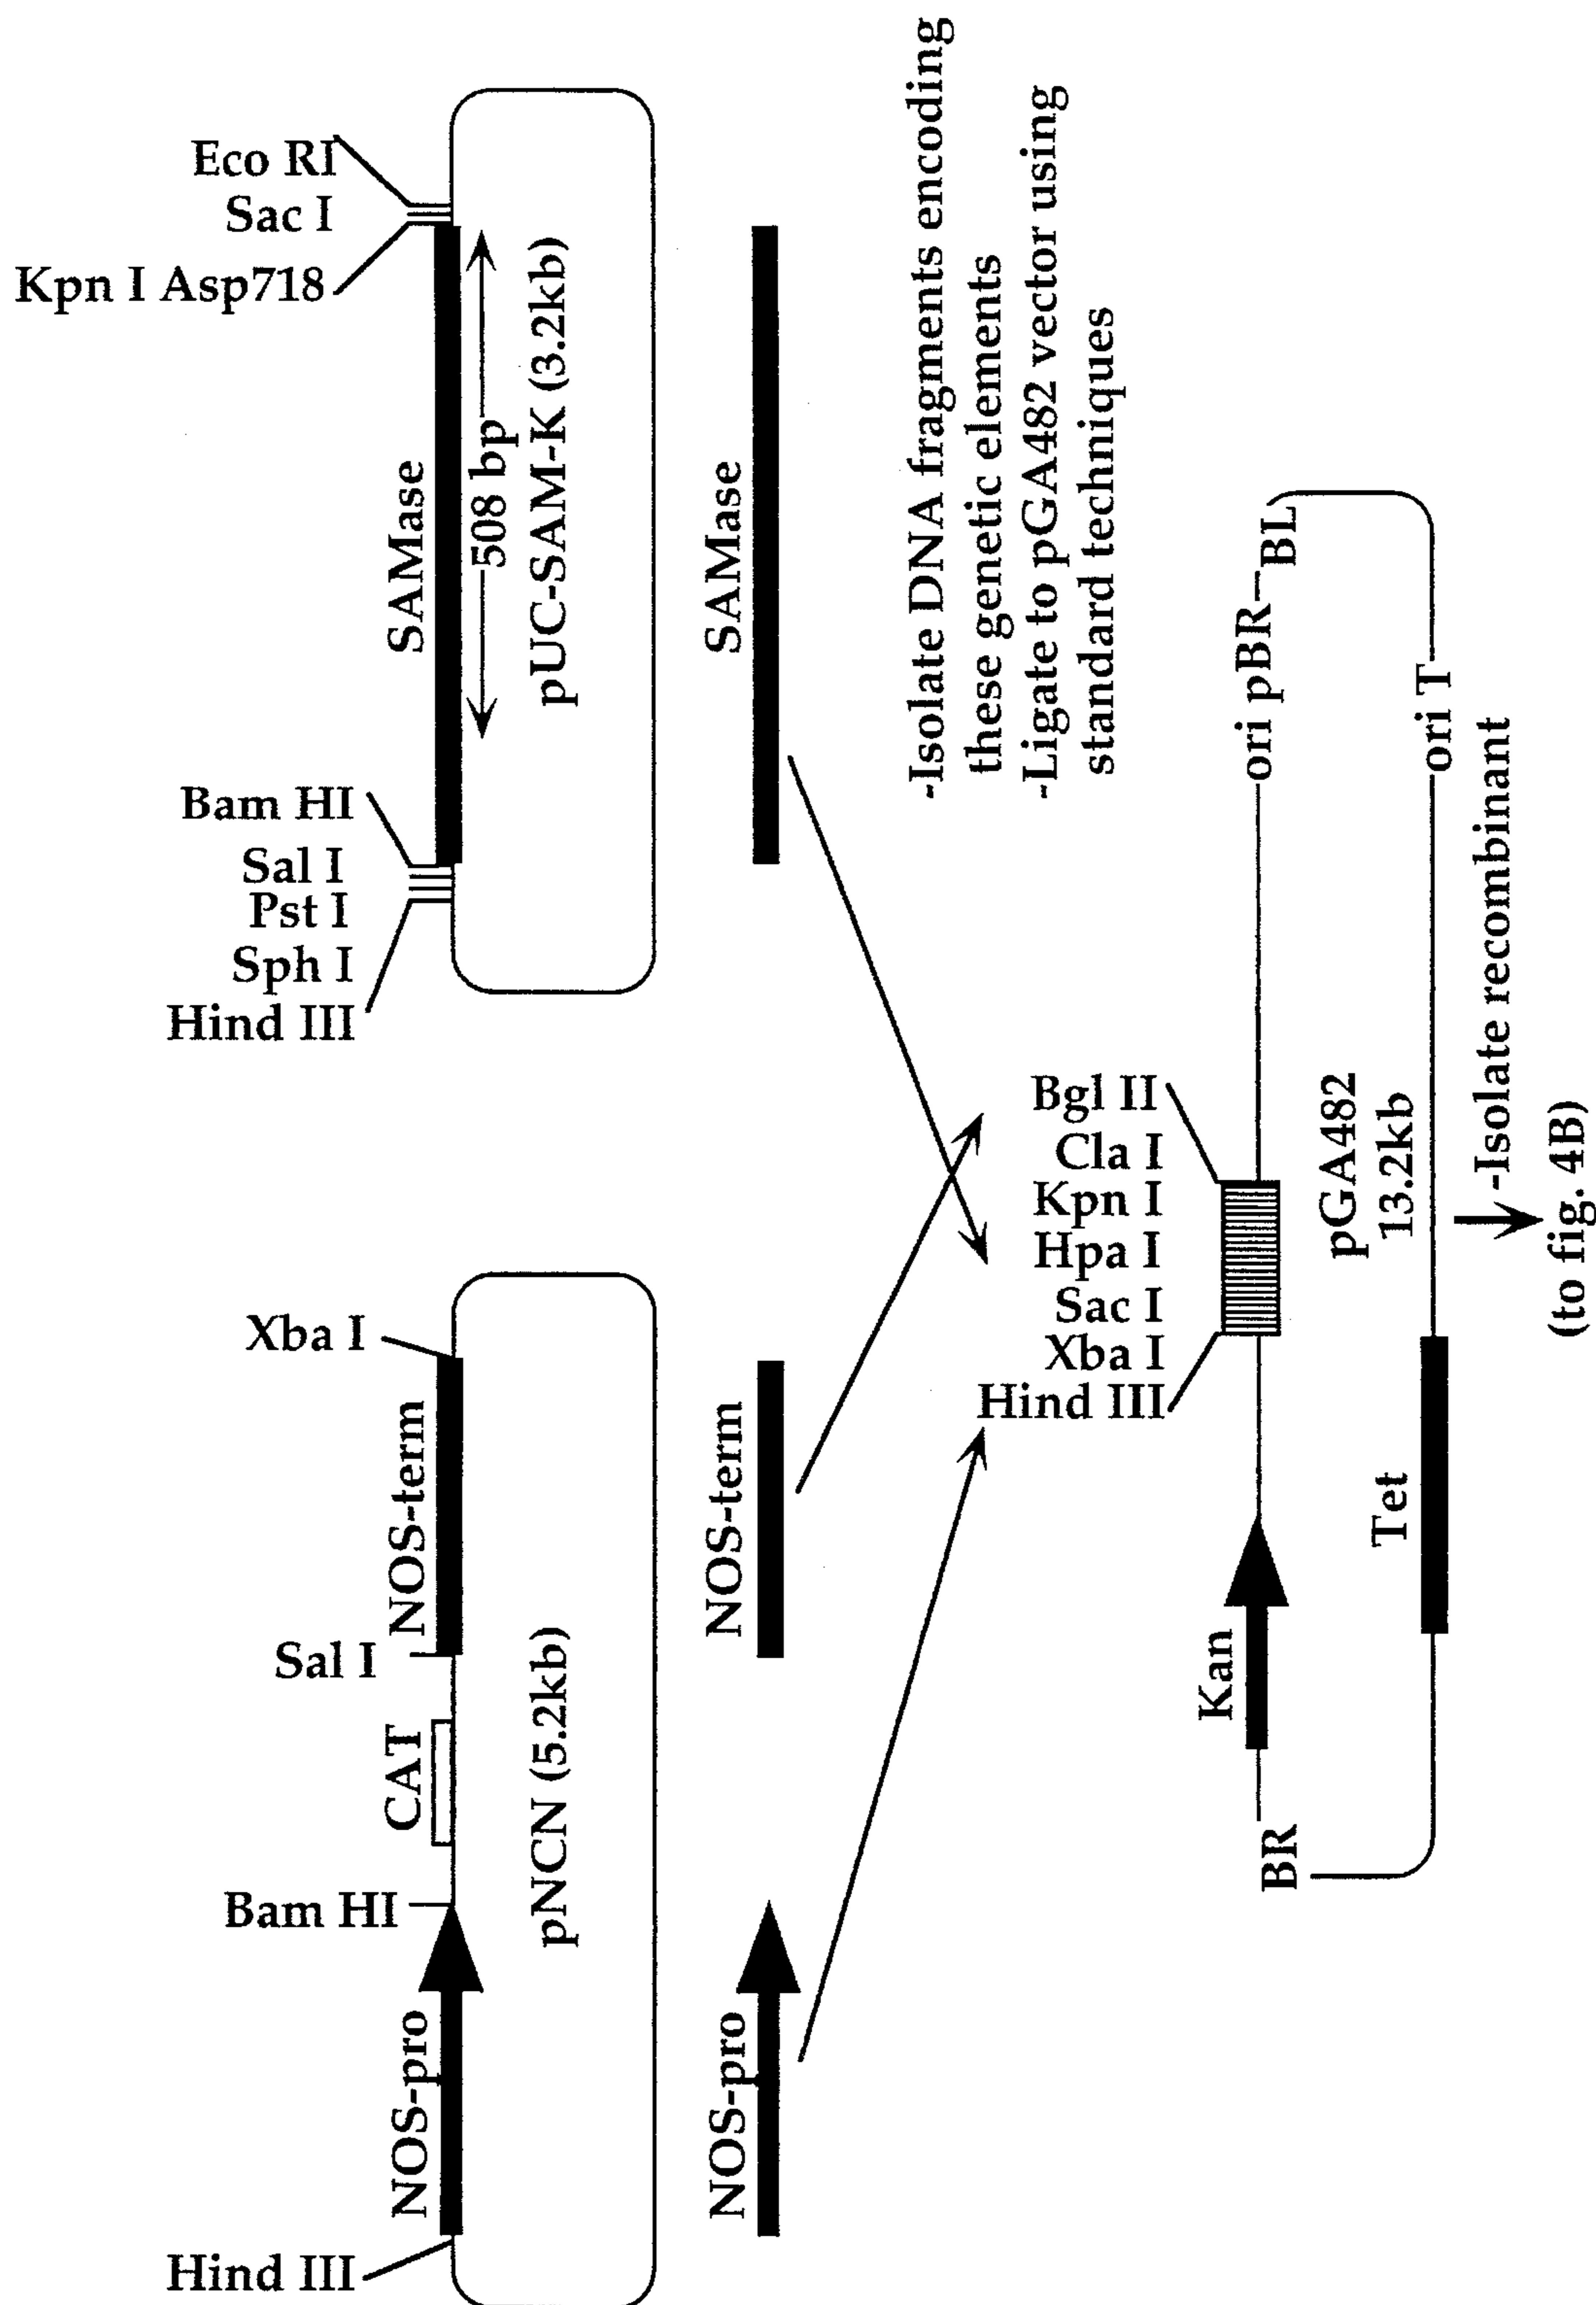 Hind III
NOS-pro
Bam HI
CAT
Sal I
NOS-term
Xba I
pNCN (5.2kb)
Hind III
Sph I
Pst I
Sal I
Bam HI
SAMase
Kpn I Asp718
Sac I
Eco RI
508 bp
pUC-SAM-K (3.2kb)
NOS-pro
NOS-term
SAMase
-Isolate DNA fragments encoding
these genetic elements
-Ligate to pGA482 vector using
standard techniques
Bgl II
Cla I
Kpn I
Hpa I
Sac I
Xba I
Hind III
BR
Kan
ori pBR
BL
pGA482
13.2kb
Tet
ori T
-Isolate recombinant
(to fig. 4B)